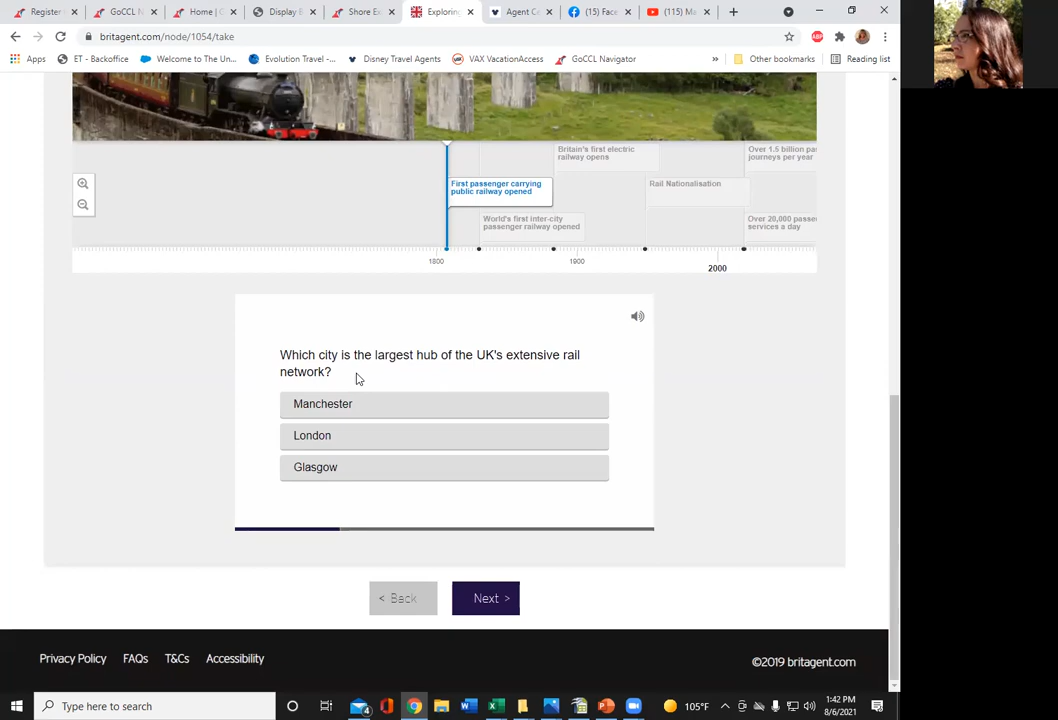 Register
GoCCL N
Home | G
Display B
Shore Ex
Exploring
Agent Ce
(15) Face
(115) Ma
britagent.com/node/1054/take
ABP
Apps
ET - Backoffice
Welcome to The Un...
Evolution Travel -...
Disney Travel Agents
VAX VacationAccess
GoCCL Navigator
»
Other bookmarks
Reading list
Britain's first electric
railway opens
Over 1.5 billion pa
journeys per year
First passenger carrying
public railway opened
Rail Nationalisation
World's first inter-city
passenger railway opened
Over 20,000 passe
services a day
1800
1900
2000
Which city is the largest hub of the UK's extensive rail
network?
Manchester
London
Glasgow
< Back
Next >
Privacy Policy
FAQs
T&Cs
Accessibility
©2019 britagent.com
Type here to search
4
105°F
1:42 PM
8/6/2021